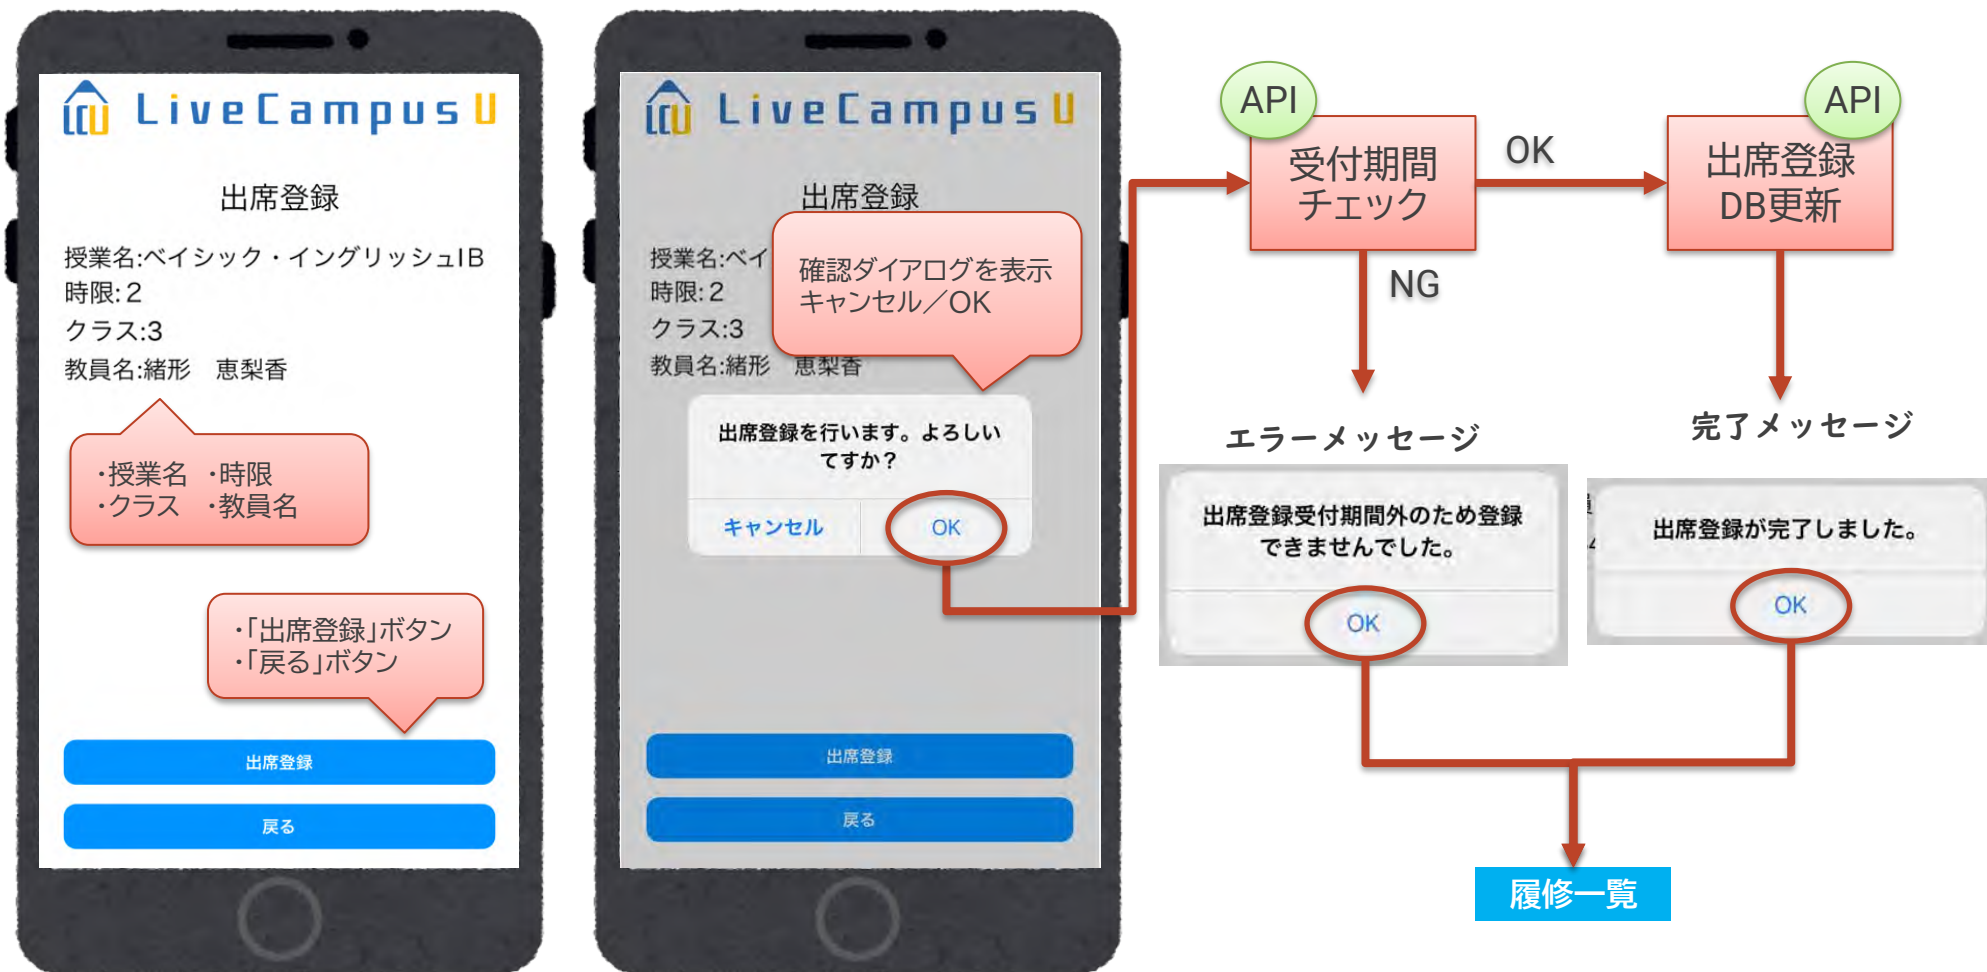 LCU LiveCampusU
出席登録
授業名:ベイシック・イングリッシュIB
時限:2
クラス:3
教員名:緒形 恵梨香
・授業名 ・時限
・クラス ・教員名
・「出席登録」ボタン
・「戻る」ボタン
出席登録
戻る
LCU LiveCampusU
出席登録
授業名:ベイ
時限:2
クラス:3
教員名:緒形 恵梨香
確認ダイアログを表示
キャンセル／OK
出席登録を行います。よろしい
ですか？
キャンセル
OK
出席登録
戻る
API
受付期間
チェック
OK
API
出席登録
DB更新
NG
エラーメッセージ
出席登録受付期間外のため登録
できませんでした。
OK
完了メッセージ
出席登録が完了しました。
OK
履修一覧